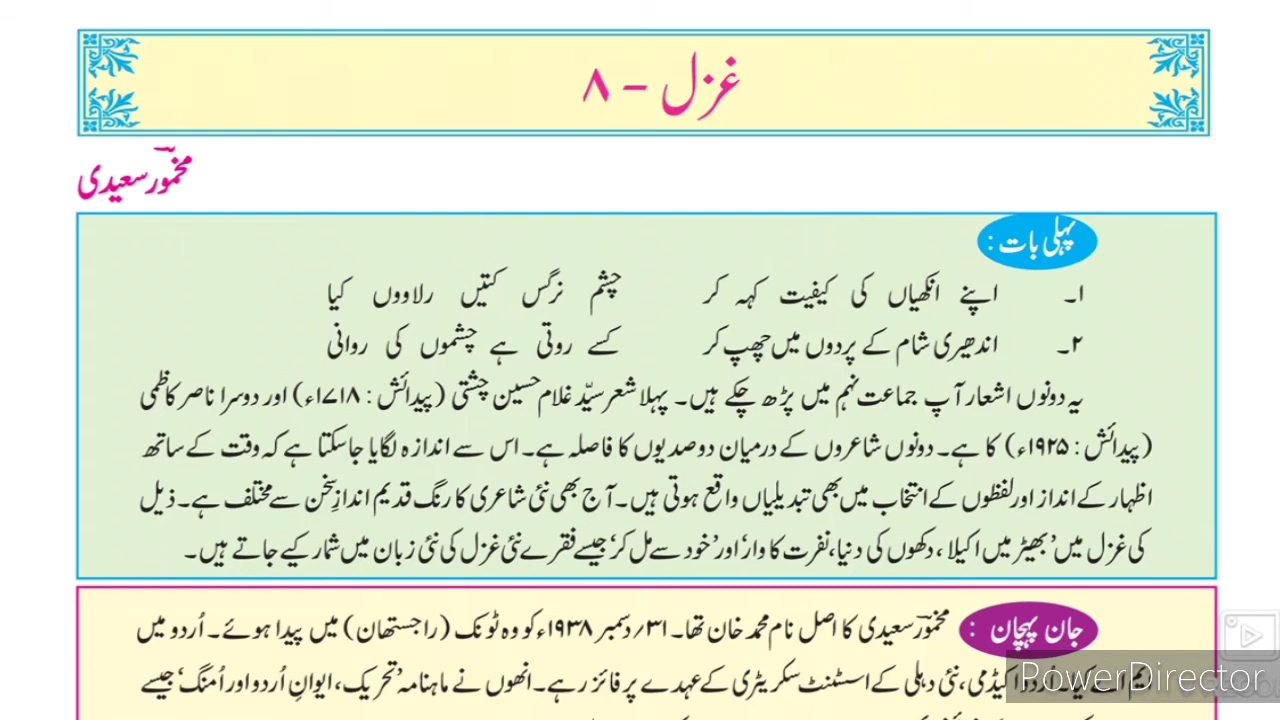 غزل - ۸
مخمورؔ سعیدی
پہلی بات :
۱۔ اپنے انکھیاں کی کیفیت کہہ کر چشم نرگس کتیں رلاووں کیا
۲۔ اندھیری شام کے پردوں میں چھپ کر کسے روتی ہے چشموں کی روانی
یہ دونوں اشعار آپ جماعت نہم میں پڑھ چکے ہیں۔ پہلا شعر سیّد غلام حسین چشتی (پیدائش : ۱۷۱۸ء) اور دوسرا ناصر کاظمی
(پیدائش : ۱۹۲۵ء) کا ہے۔ دونوں شاعروں کے درمیان دو صدیوں کا فاصلہ ہے۔ اس سے اندازہ لگایا جاسکتا ہے کہ وقت کے ساتھ
اظہار کے انداز اور لفظوں کے انتخاب میں بھی تبدیلیاں واقع ہوتی ہیں۔ آج بھی نئی شاعری کا رنگ قدیم اندازِ سخن سے مختلف ہے۔ ذیل
کی غزل میں ’بھیڑ میں اکیلا، دکھوں کی دنیا، نفرت کا وار‘ اور ’خود سے مل کر‘ جیسے فقرے نئی غزل کی نئی زبان میں شمار کیے جاتے ہیں۔
جان پہچان : مخمورؔ سعیدی کا اصل نام محمد خان تھا۔ ۳۱؍ دسمبر ۱۹۳۸ء کو وہ ٹونک (راجستھان) میں پیدا ہوئے۔ اُردو میں
ایم اے کیا۔ اُردو اکیڈمی، نئی دہلی کے اسسٹنٹ سکریٹری کے عہدے پر فائز رہے۔ انھوں نے ماہنامہ ’تحریک، ایوانِ اُردو اور اُمنگ‘ جیسے
PowerDirector